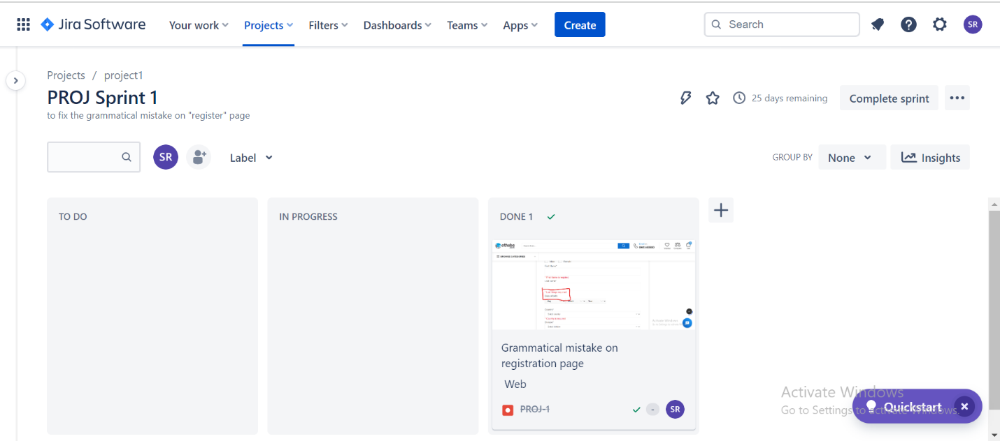 Jira Software Your work Projects Filters Dashboards Teams Apps Create Search SR
Projects / project1
PROJ Sprint 1
25 days remaining Complete sprint
to fix the grammatical mistake on "register" page
SR Label GROUP BY None Insights
TO DO IN PROGRESS DONE 1
BROWSE CATEGORIES
Grammatical mistake on
registration page
Web
PROJ-1 - SR
Activate Windows
Go to Settings to activate Windows.
Quickstart